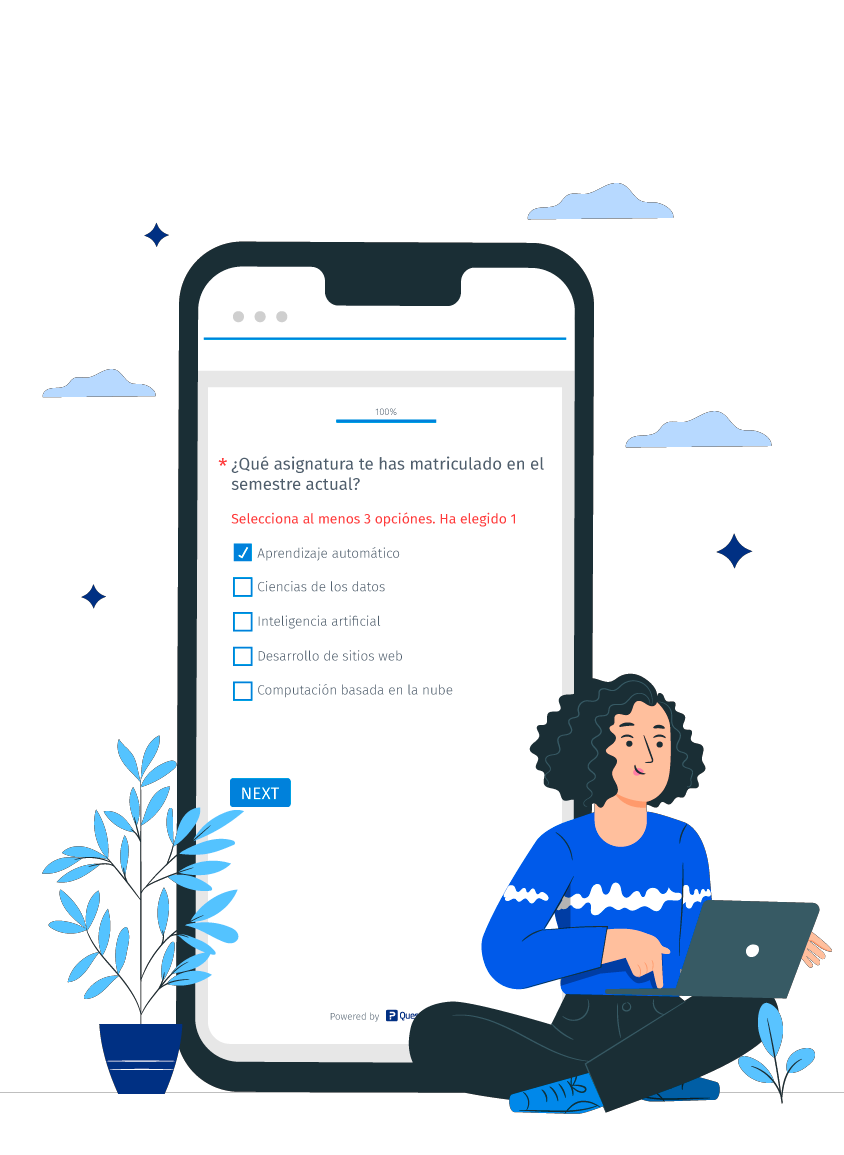 100%
* ¿Qué asignatura te has matriculado en el
semestre actual?
Selecciona al menos 3 opciónes. Ha elegido 1
Aprendizaje automático
Ciencias de los datos
Inteligencia artificial
Desarrollo de sitios web
Computación basada en la nube
NEXT
Powered by